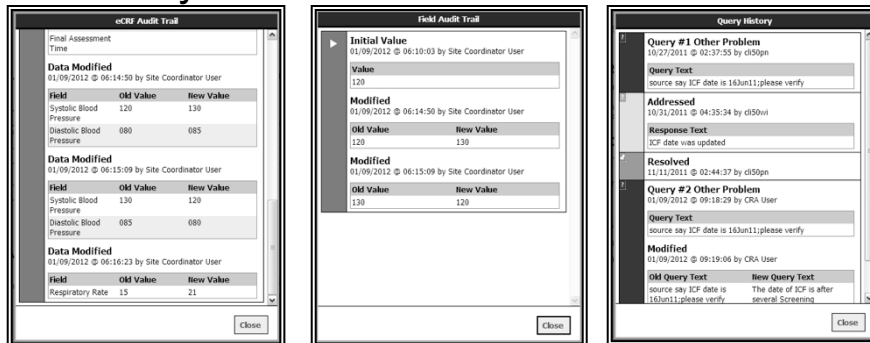 eCRF Audit Trail
Final Assessment
Time
Data Modified
01/09/2012 @ 06:14:50 by Site Coordinator User
Field Old Value New Value
Systolic Blood 120 130
Pressure
Diastolic Blood 080 085
Pressure
Data Modified
01/09/2012 @ 06:15:09 by Site Coordinator User
Field Old Value New Value
Systolic Blood 130 120
Pressure
Diastolic Blood 085 080
Pressure
Data Modified
01/09/2012 @ 06:16:23 by Site Coordinator User
Field Old Value New Value
Respiratory Rate 15 21
Close
Field Audit Trail
Initial Value
01/09/2012 @ 06:10:03 by Site Coordinator User
Value
120
Modified
01/09/2012 @ 06:14:50 by Site Coordinator User
Old Value New Value
120 130
Modified
01/09/2012 @ 06:15:09 by Site Coordinator User
Old Value New Value
130 120
Close
Query History
Query #1 Other Problem
10/27/2011 @ 02:37:55 by cli50pn
Query Text
source say ICF date is 16Jun11;please verify
Addressed
10/31/2011 @ 04:35:34 by cli50wi
Response Text
ICF date was updated
Resolved
11/11/2011 @ 02:44:37 by cli50pn
Query #2 Other Problem
01/09/2012 @ 09:18:29 by CRA User
Query Text
source say ICF date is 16Jun11;please verify
Modified
01/09/2012 @ 09:19:06 by CRA User
Old Query Text New Query Text
source say ICF date is The date of ICF is after
16Jun11;please verify several Screening
Close